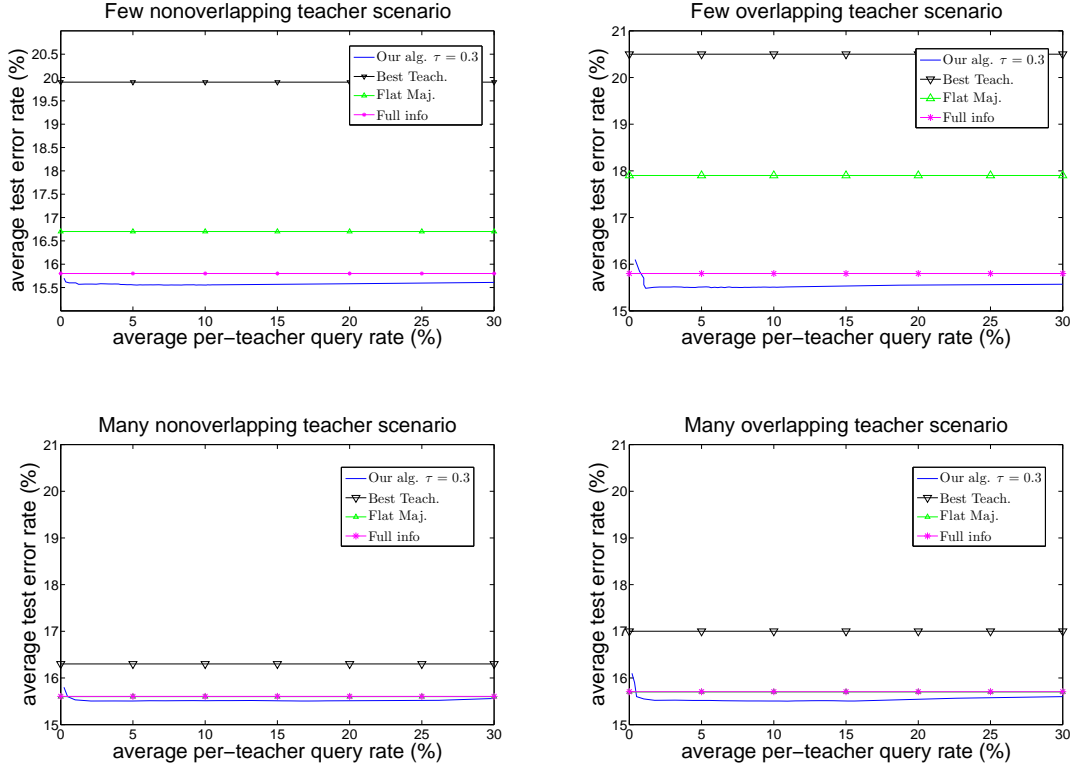 Few nonoverlapping teacher scenario
average test error rate (%)
20.5
20
19.5
19
18.5
18
17.5
17
16.5
16
15.5
Our alg. τ = 0.3
Best Teach.
Flat Maj.
Full info
0 5 10 15 20 25 30
average per−teacher query rate (%)
Few overlapping teacher scenario
average test error rate (%)
21
20
19
18
17
16
15
Our alg. τ = 0.3
Best Teach.
Flat Maj.
Full info
0 5 10 15 20 25 30
average per−teacher query rate (%)
Many nonoverlapping teacher scenario
average test error rate (%)
21
20
19
18
17
16
15
Our alg. τ = 0.3
Best Teach.
Flat Maj.
Full info
0 5 10 15 20 25 30
average per−teacher query rate (%)
Many overlapping teacher scenario
average test error rate (%)
21
20
19
18
17
16
15
Our alg. τ = 0.3
Best Teach.
Flat Maj.
Full info
0 5 10 15 20 25 30
average per−teacher query rate (%)